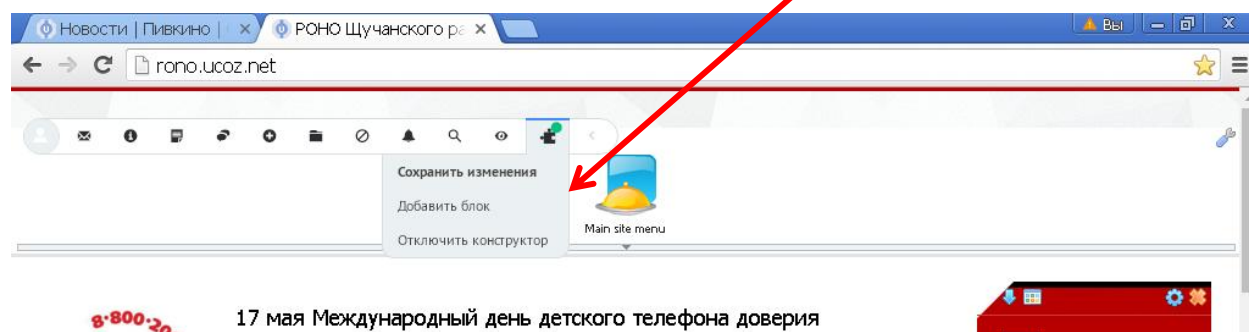 Новости | Пивкино |
РОНО Щучанского ра
Вы
rono.ucoz.net
Сохранить изменения
Добавить блок
Отключить конструктор
Main site menu
8-800-20
17 мая Международный день детского телефона доверия